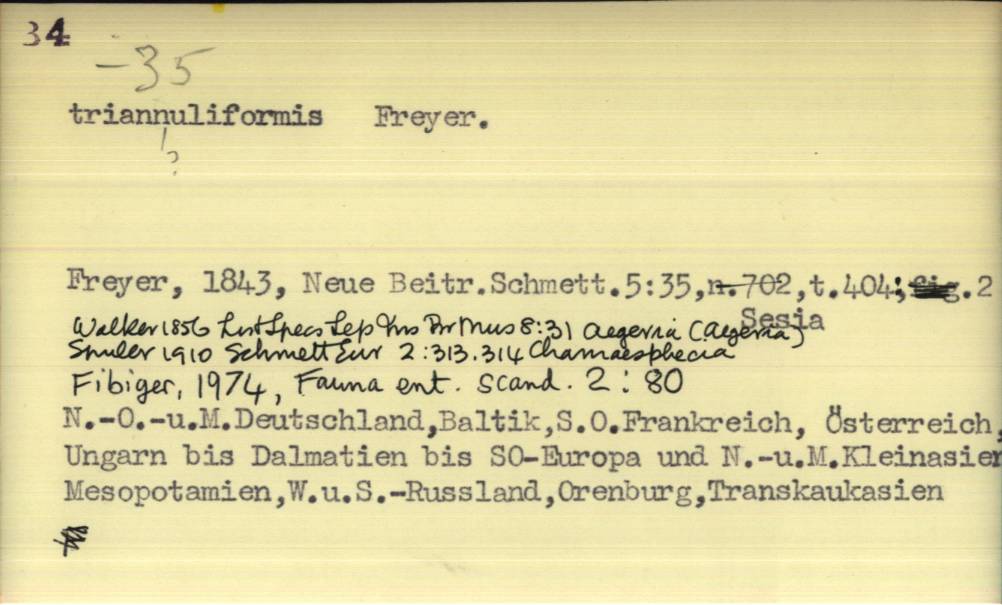 34
-35
triannuliformis Freyer.
?
Freyer, 1843, Neue Beitr.Schmett.5:35,n.702,t.404;fig.2
Sesia
Walker 1856 List Specs Lep Ins Br Mus 8:31 Aegeria (Aegeria)
Spuler 1910 Schmett Eur 2:313.314 Chamaesphecia
Fibiger, 1974, Fauna ent. Scand. 2:80
N.-O.-u.M.Deutschland,Baltik,S.O.Frankreich, Österreich,
Ungarn bis Dalmatien bis SO-Europa und N.-u.M.Kleinasien
Mesopotamien,W.u.S.-Russland,Orenburg,Transkaukasien